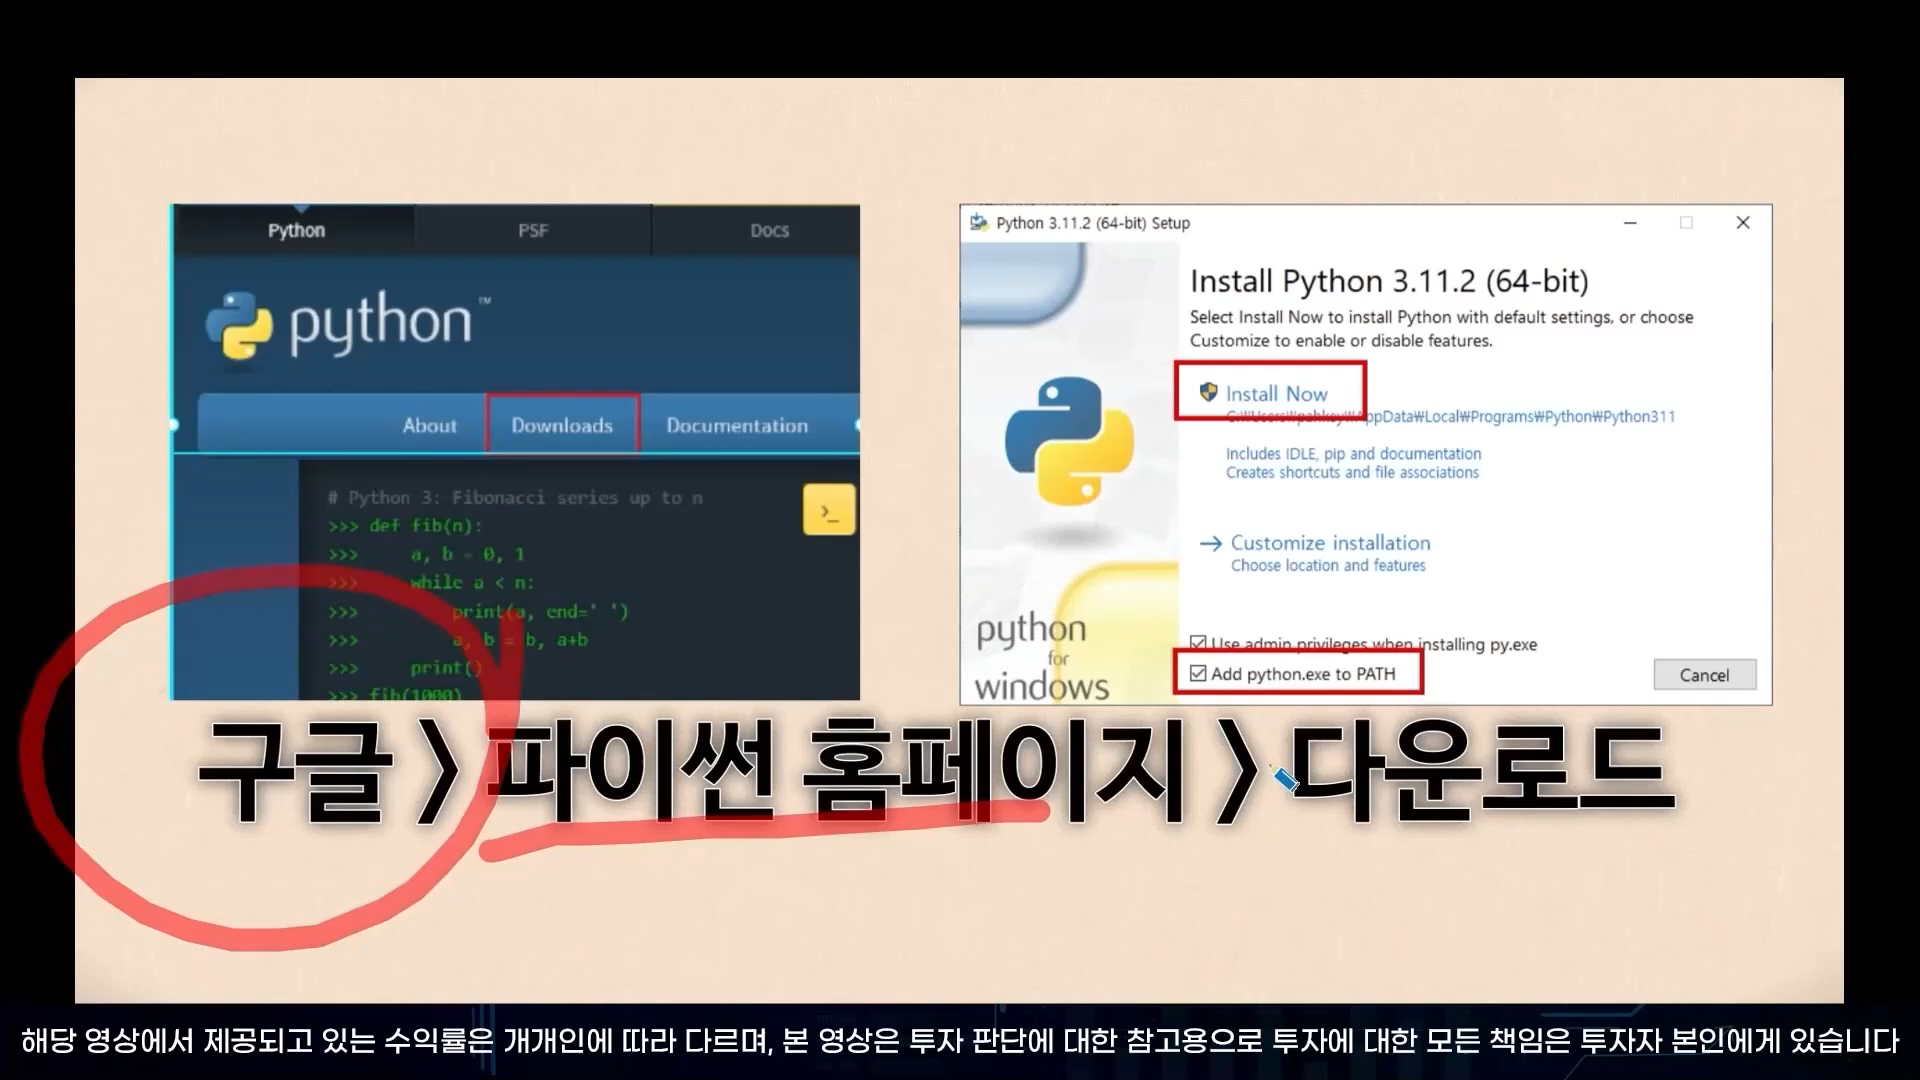 Python
PSF
Docs
python™
About
Downloads
Documentation
# Python 3: Fibonacci series up to n
>>> def fib(n):
>>> a, b = 0, 1
>>> while a < n:
>>> print(a, end=' ')
>>> a, b = b, a+b
>>> print()
>>> fib(1000)
>_
Python 3.11.2 (64-bit) Setup
Install Python 3.11.2 (64-bit)
Select Install Now to install Python with default settings, or choose
Customize to enable or disable features.
Install Now
C:₩Users₩pahkey₩AppData₩Local₩Programs₩Python₩Python311
Includes IDLE, pip and documentation
Creates shortcuts and file associations
→ Customize installation
Choose location and features
Use admin privileges when installing py.exe
Add python.exe to PATH
Cancel
python
for
windows
구글 > 파이썬 홈페이지 > 다운로드
해당 영상에서 제공되고 있는 수익률은 개개인에 따라 다르며, 본 영상은 투자 판단에 대한 참고용으로 투자에 대한 모든 책임은 투자자 본인에게 있습니다